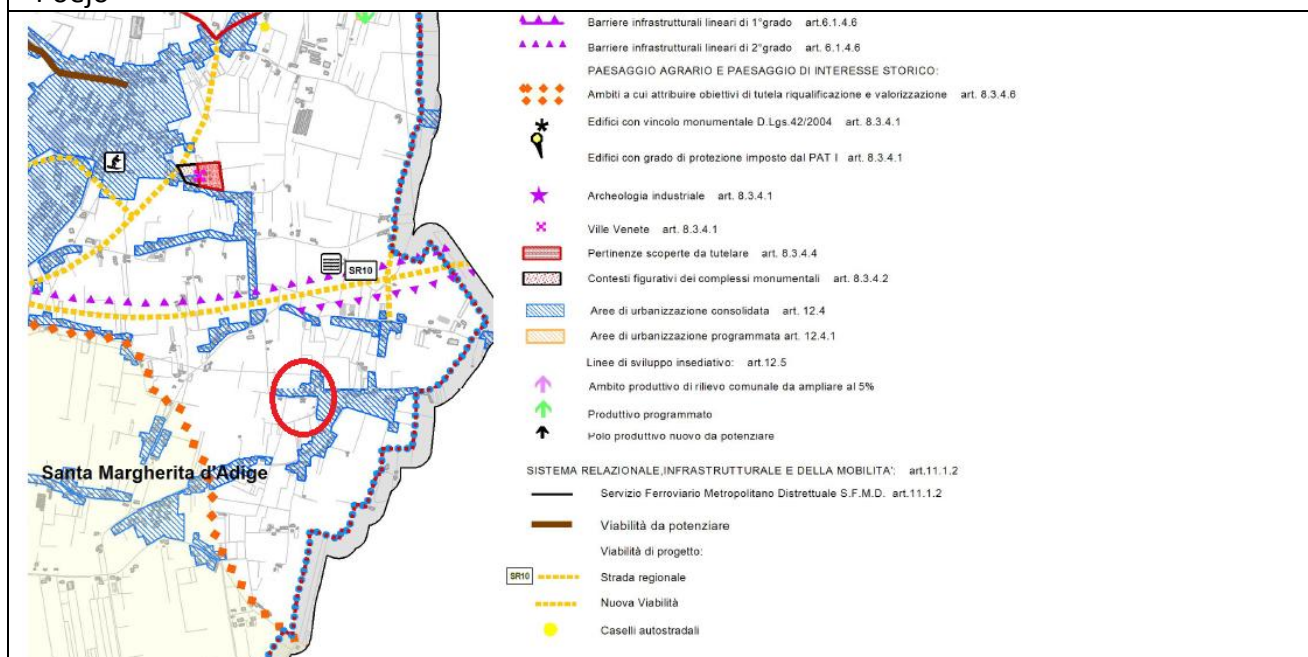 SR10
Santa Margherita d'Adige
Barriere infrastrutturali lineari di 1°grado art.6.1.4.6
Barriere infrastrutturali lineari di 2°grado art. 6.1.4.6
PAESAGGIO AGRARIO E PAESAGGIO DI INTERESSE STORICO:
Ambiti a cui attribuire obiettivi di tutela riqualificazione e valorizzazione art. 8.3.4.6
Edifici con vincolo monumentale D.Lgs.42/2004 art. 8.3.4.1
Edifici con grado di protezione imposto dal PAT I art. 8.3.4.1
Archeologia industriale art. 8.3.4.1
Ville Venete art. 8.3.4.1
Pertinenze scoperte da tutelare art. 8.3.4.4
Contesti figurativi dei complessi monumentali art. 8.3.4.2
Aree di urbanizzazione consolidata art. 12.4
Aree di urbanizzazione programmata art. 12.4.1
Linee di sviluppo insediativo: art.12.5
Ambito produttivo di rilievo comunale da ampliare al 5%
Produttivo programmato
Polo produttivo nuovo da potenziare
SISTEMA RELAZIONALE,INFRASTRUTTURALE E DELLA MOBILITA': art.11.1.2
Servizio Ferroviario Metropolitano Distrettuale S.F.M.D. art.11.1.2
Viabilità da potenziare
Viabilità di progetto:
SR10 Strada regionale
Nuova Viabilità
Caselli autostradali